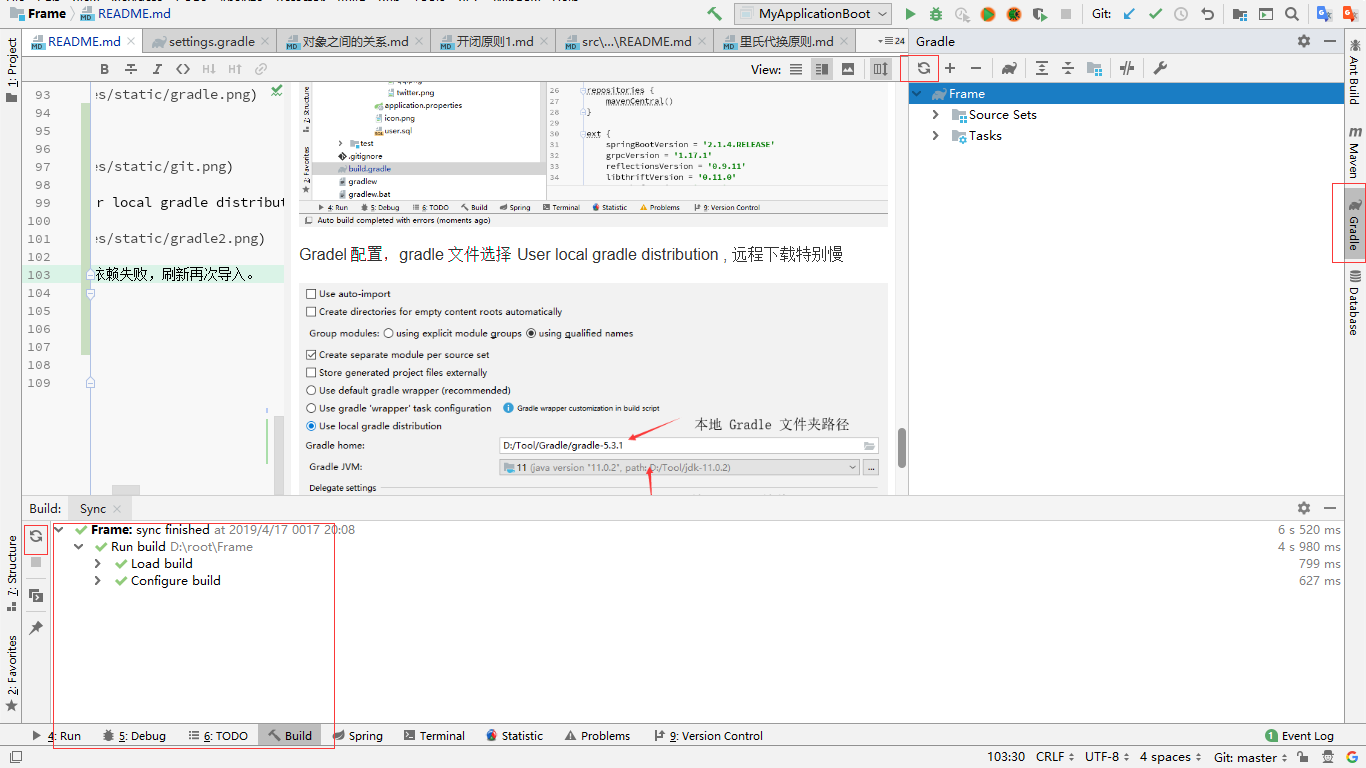 Frame
README.md
MyApplicationBoot
Git:
README.md
settings.gradle
对象之间的关系.md
开闭原则1.md
src\...\README.md
里氏代换原则.md
24
Gradle
View:
1: Project
7: Structure
2: Favorites
93 es/static/gradle.png)
94
95
96
97 es/static/git.png)
98
99 r local gradle distribut
100
101 es/static/gradle2.png)
102
103 依赖失败，刷新再次导入。
104
105
106
107
108
109
twitter.png
application.properties
icon.png
user.sql
test
.gitignore
build.gradle
gradlew
gradlew.bat
Z: Structure
2: Favorites
26 repositories {
27 mavenCentral()
28 }
29
30 ext {
31 springBootVersion = '2.1.4.RELEASE'
32 grpcVersion = '1.17.1'
33 reflectionsVersion = '0.9.11'
34 libthriftVersion = '0.11.0'
4: Run
5: Debug
6: TODO
Build
Spring
Terminal
Statistic
Problems
9: Version Control
Auto build completed with errors (moments ago)
Gradel 配置，gradle 文件选择 User local gradle distribution , 远程下载特别慢
Use auto-import
Create directories for empty content roots automatically
Group modules: using explicit module groups using qualified names
Create separate module per source set
Store generated project files externally
Use default gradle wrapper (recommended)
Use gradle 'wrapper' task configuration Gradle wrapper customization in build script
Use local gradle distribution
本地 Gradle 文件夹路径
Gradle home: D:/Tool/Gradle/gradle-5.3.1
Gradle JVM: 11 (java version "11.0.2", path: D:/Tool/jdk-11.0.2) ...
Delegate settings
Frame
Source Sets
Tasks
Ant Build
Maven
Gradle
Database
Build:
Sync
Frame: sync finished at 2019/4/17 0017 20:08 6 s 520 ms
Run build D:\root\Frame 4 s 980 ms
Load build 799 ms
Configure build 627 ms
4: Run
5: Debug
6: TODO
Build
Spring
Terminal
Statistic
Problems
9: Version Control
1 Event Log
103:30 CRLF UTF-8 4 spaces Git: master